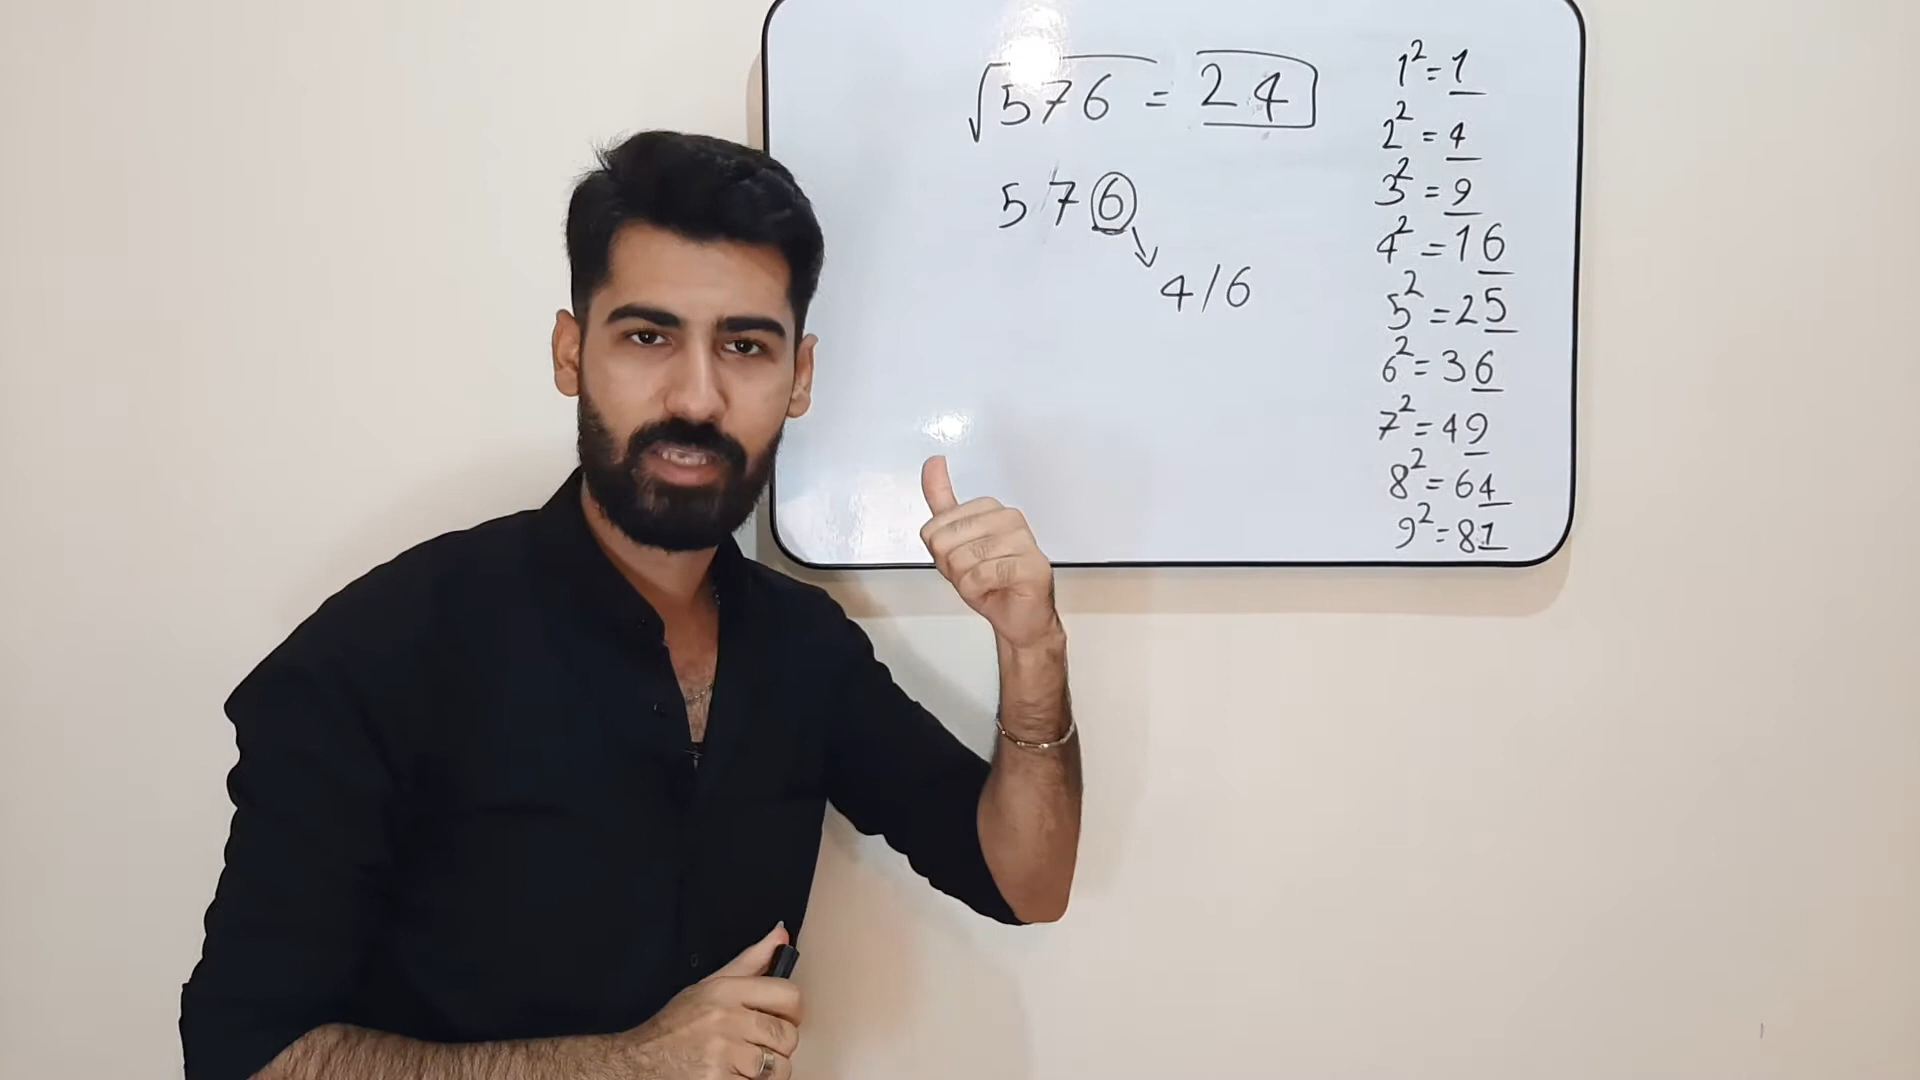 √576 = 24
576
4/6
1² = 1
2² = 4
3² = 9
4² = 16
5² = 25
6² = 36
7² = 49
8² = 64
9² = 81